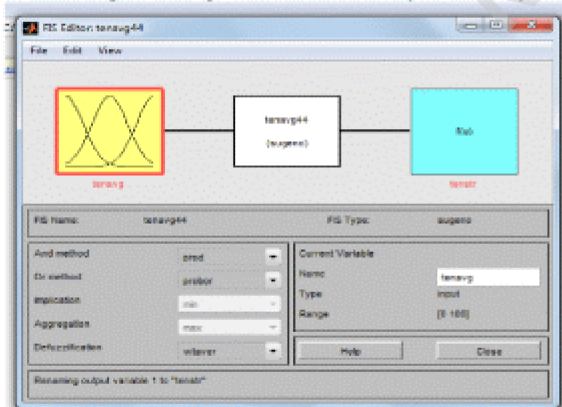 FIS Editor: tenavg44
File Edit View
tenavg44
(sugeno)
f(u)
tenavg
tenstr
FIS Name: tenavg44 FIS Type: sugeno
And method prod
Or method probor
Implication min
Aggregation max
Defuzzification wtaver
Current Variable
Name tenavg
Type input
Range [0 100]
Help Close
Renaming output variable 1 to "tenstr"